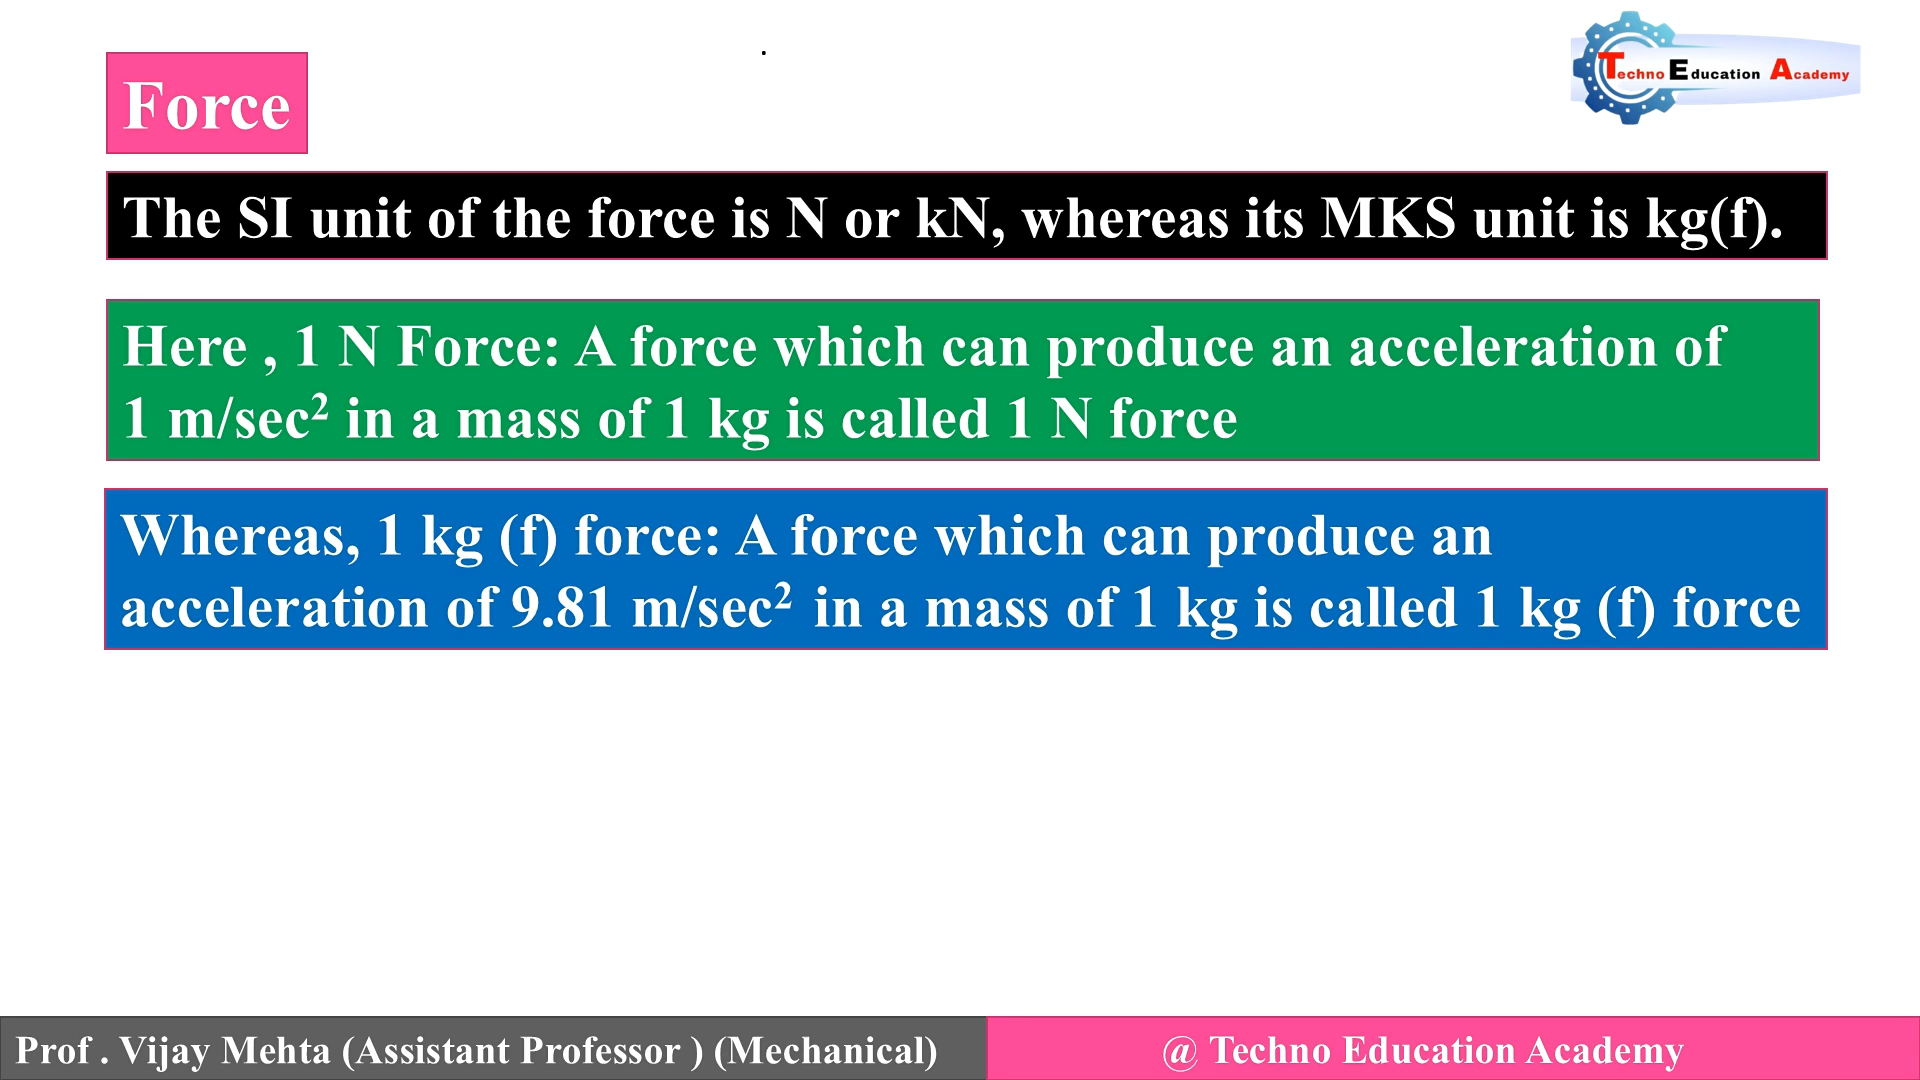 .
Techno Education Academy
Force
The SI unit of the force is N or kN, whereas its MKS unit is kg(f).
Here , 1 N Force: A force which can produce an acceleration of
1 m/sec² in a mass of 1 kg is called 1 N force
Whereas, 1 kg (f) force: A force which can produce an
acceleration of 9.81 m/sec² in a mass of 1 kg is called 1 kg (f) force
Prof . Vijay Mehta (Assistant Professor ) (Mechanical)
@ Techno Education Academy